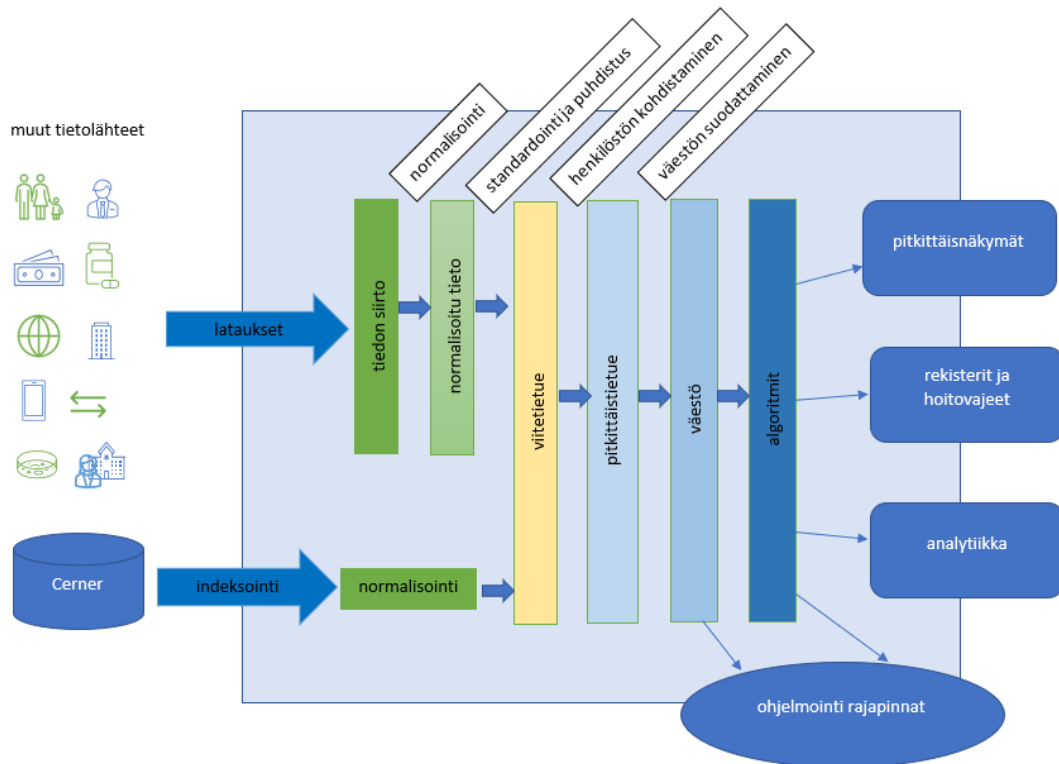 normalisointi
standardointi ja puhdistus
henkilöstön kohdistaminen
väestön suodattaminen
muut tietolähteet
lataukset
tiedon siirto
normalisoitu tieto
viitetietue
pitkittäistietue
väestö
algoritmit
pitkittäisnäkymät
rekisterit ja
hoitovajeet
analytiikka
Cerner
indeksointi
normalisointi
ohjelmointi rajapinnat